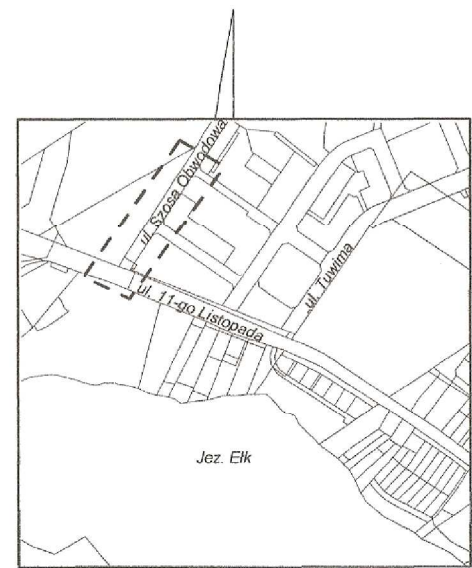 ul. Szosa Obwodowa
ul. Tuwima
ul. 11-go Listopada
Jez. Ełk